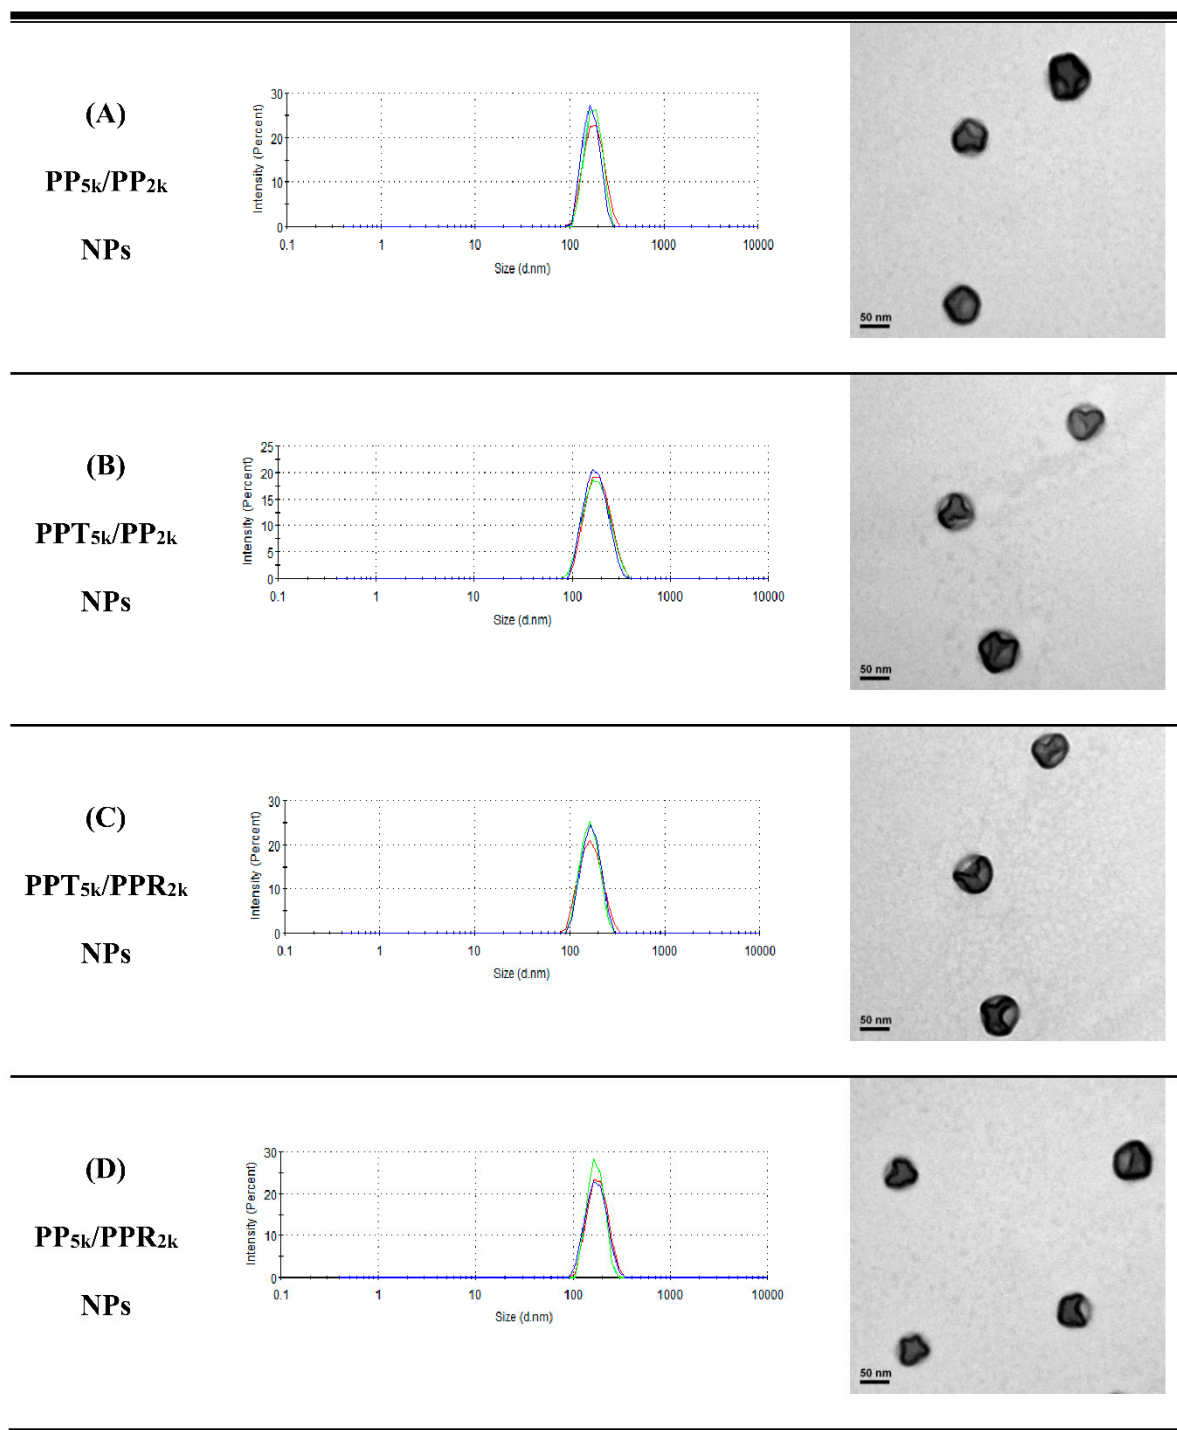 (A)
PP5k/PP2k
NPs
Intensity (Percent)
30
20
10
0
0.1 1 10 100 1000 10000
Size (d.nm)
50 nm
(B)
PPT5k/PP2k
NPs
Intensity (Percent)
25
20
15
10
5
0
0.1 1 10 100 1000 10000
Size (d.nm)
50 nm
(C)
PPT5k/PPR2k
NPs
Intensity (Percent)
30
20
10
0
0.1 1 10 100 1000 10000
Size (d.nm)
50 nm
(D)
PP5k/PPR2k
NPs
Intensity (Percent)
30
20
10
0
0.1 1 10 100 1000 10000
Size (d.nm)
50 nm